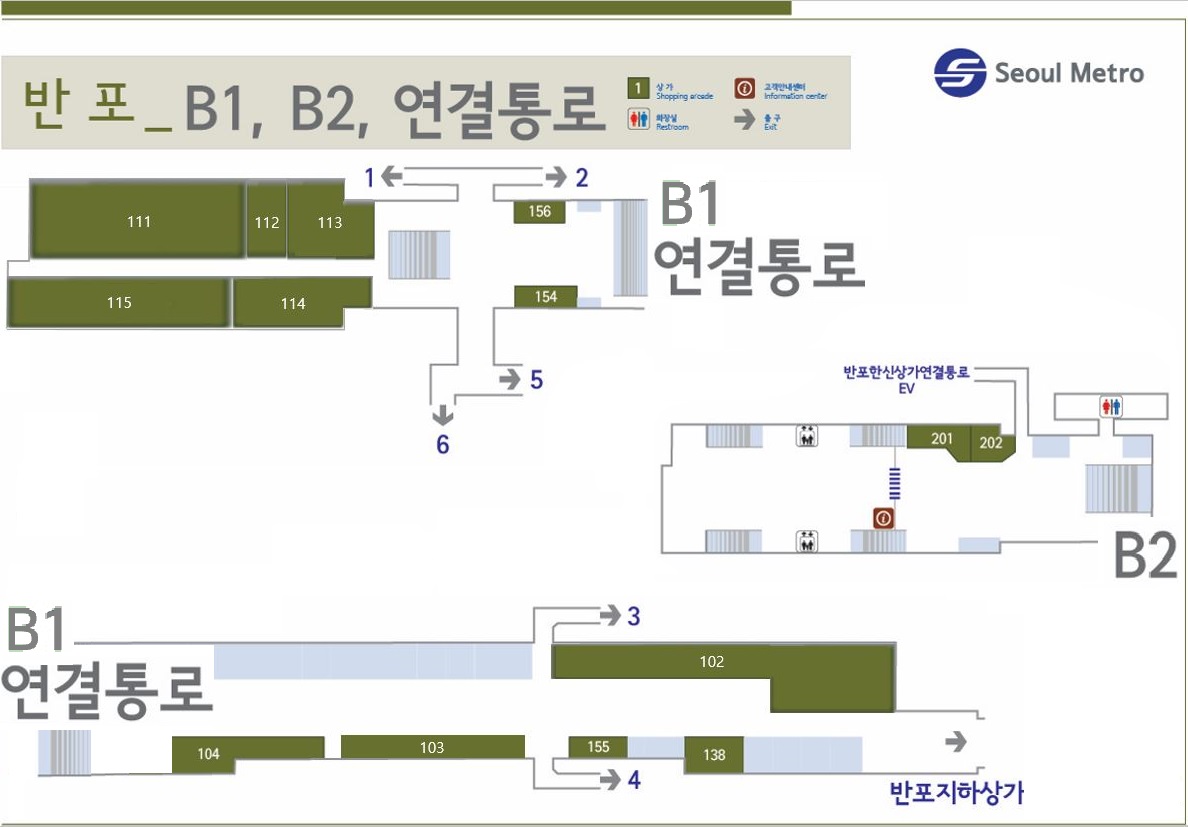 Seoul Metro
반 포 _ B1, B2, 연결통로
1 상 가
Shopping arcade
고객안내센터
Information center
화장실
Restroom
출 구
Exit
1
2
B1
연결통로
111
112
113
156
115
114
154
5
6
반포한신상가연결통로
EV
201
202
B2
B1
연결통로
3
102
104
103
155
138
4
반포지하상가